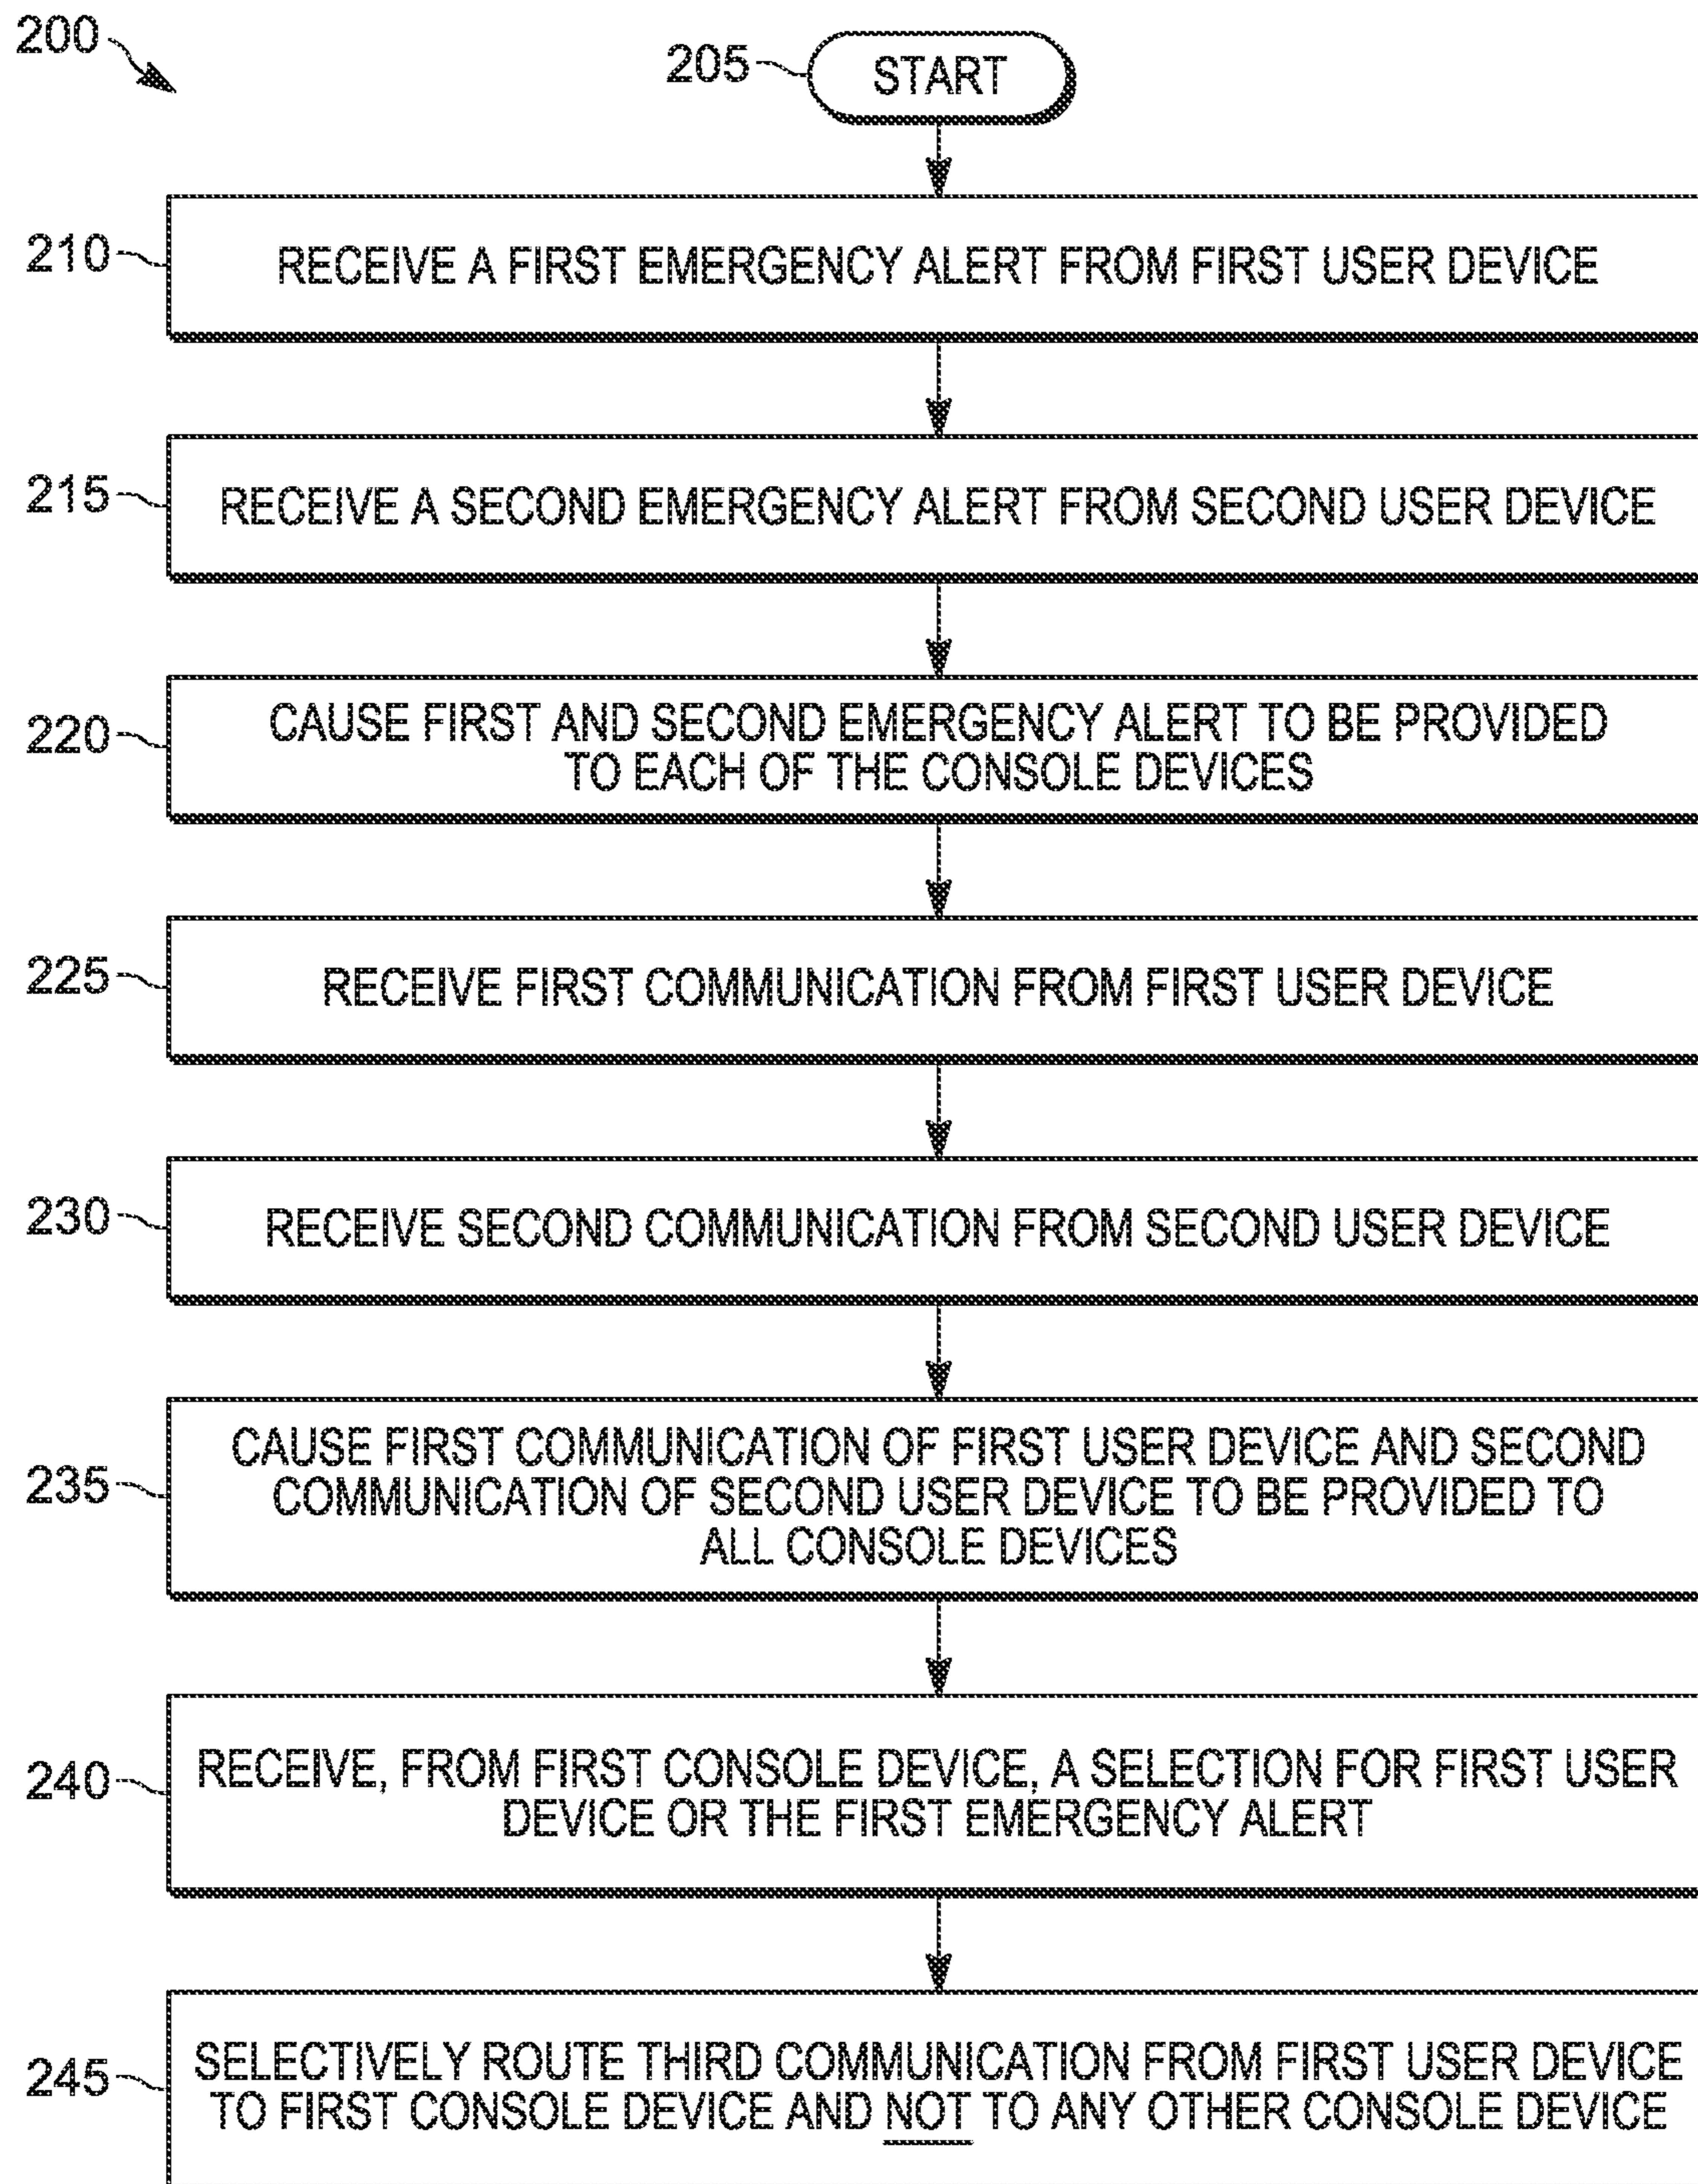 200
205
START
210
RECEIVE A FIRST EMERGENCY ALERT FROM FIRST USER DEVICE
215
RECEIVE A SECOND EMERGENCY ALERT FROM SECOND USER DEVICE
220
CAUSE FIRST AND SECOND EMERGENCY ALERT TO BE PROVIDED
TO EACH OF THE CONSOLE DEVICES
225
RECEIVE FIRST COMMUNICATION FROM FIRST USER DEVICE
230
RECEIVE SECOND COMMUNICATION FROM SECOND USER DEVICE
235
CAUSE FIRST COMMUNICATION OF FIRST USER DEVICE AND SECOND
COMMUNICATION OF SECOND USER DEVICE TO BE PROVIDED TO
ALL CONSOLE DEVICES
240
RECEIVE, FROM FIRST CONSOLE DEVICE, A SELECTION FOR FIRST USER
DEVICE OR THE FIRST EMERGENCY ALERT
245
SELECTIVELY ROUTE THIRD COMMUNICATION FROM FIRST USER DEVICE
TO FIRST CONSOLE DEVICE AND NOT TO ANY OTHER CONSOLE DEVICE